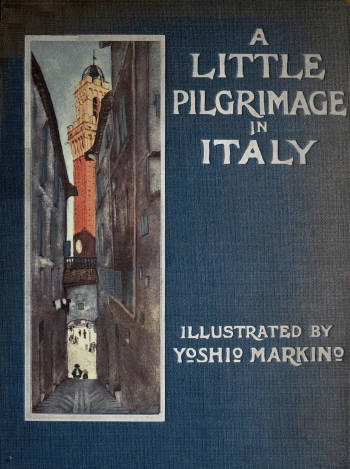 A
LITTLE
PILGRIMAGE
IN
ITALY
ILLUSTRATED BY
YOSHIO MARKINO